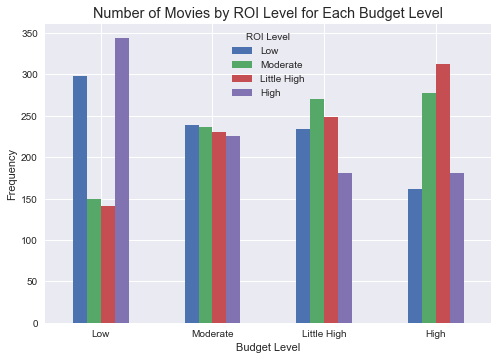 Number of Movies by ROI Level for Each Budget Level
350
300
250
200
150
100
50
0
Frequency
ROI Level
Low
Moderate
Little High
High
Low Moderate Little High High
Budget Level